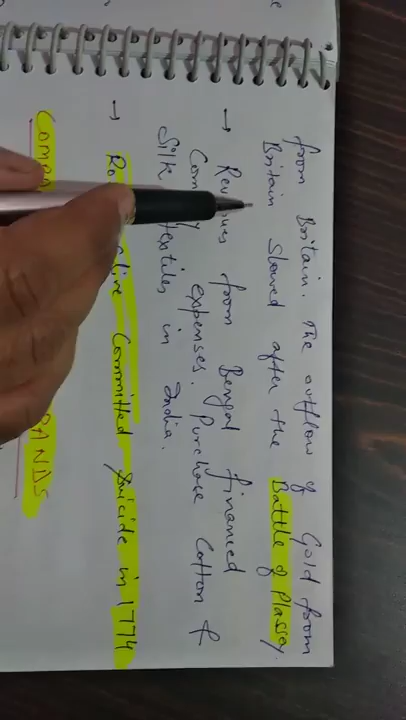 from Britain. The outflow of Gold from
Britain slowed after the Battle of Plassey.
→ Revenues from Bengal financed
Company expenses. Purchase Cotton &
Silk textiles in India.
→ Clive Committed Suicide in 1774